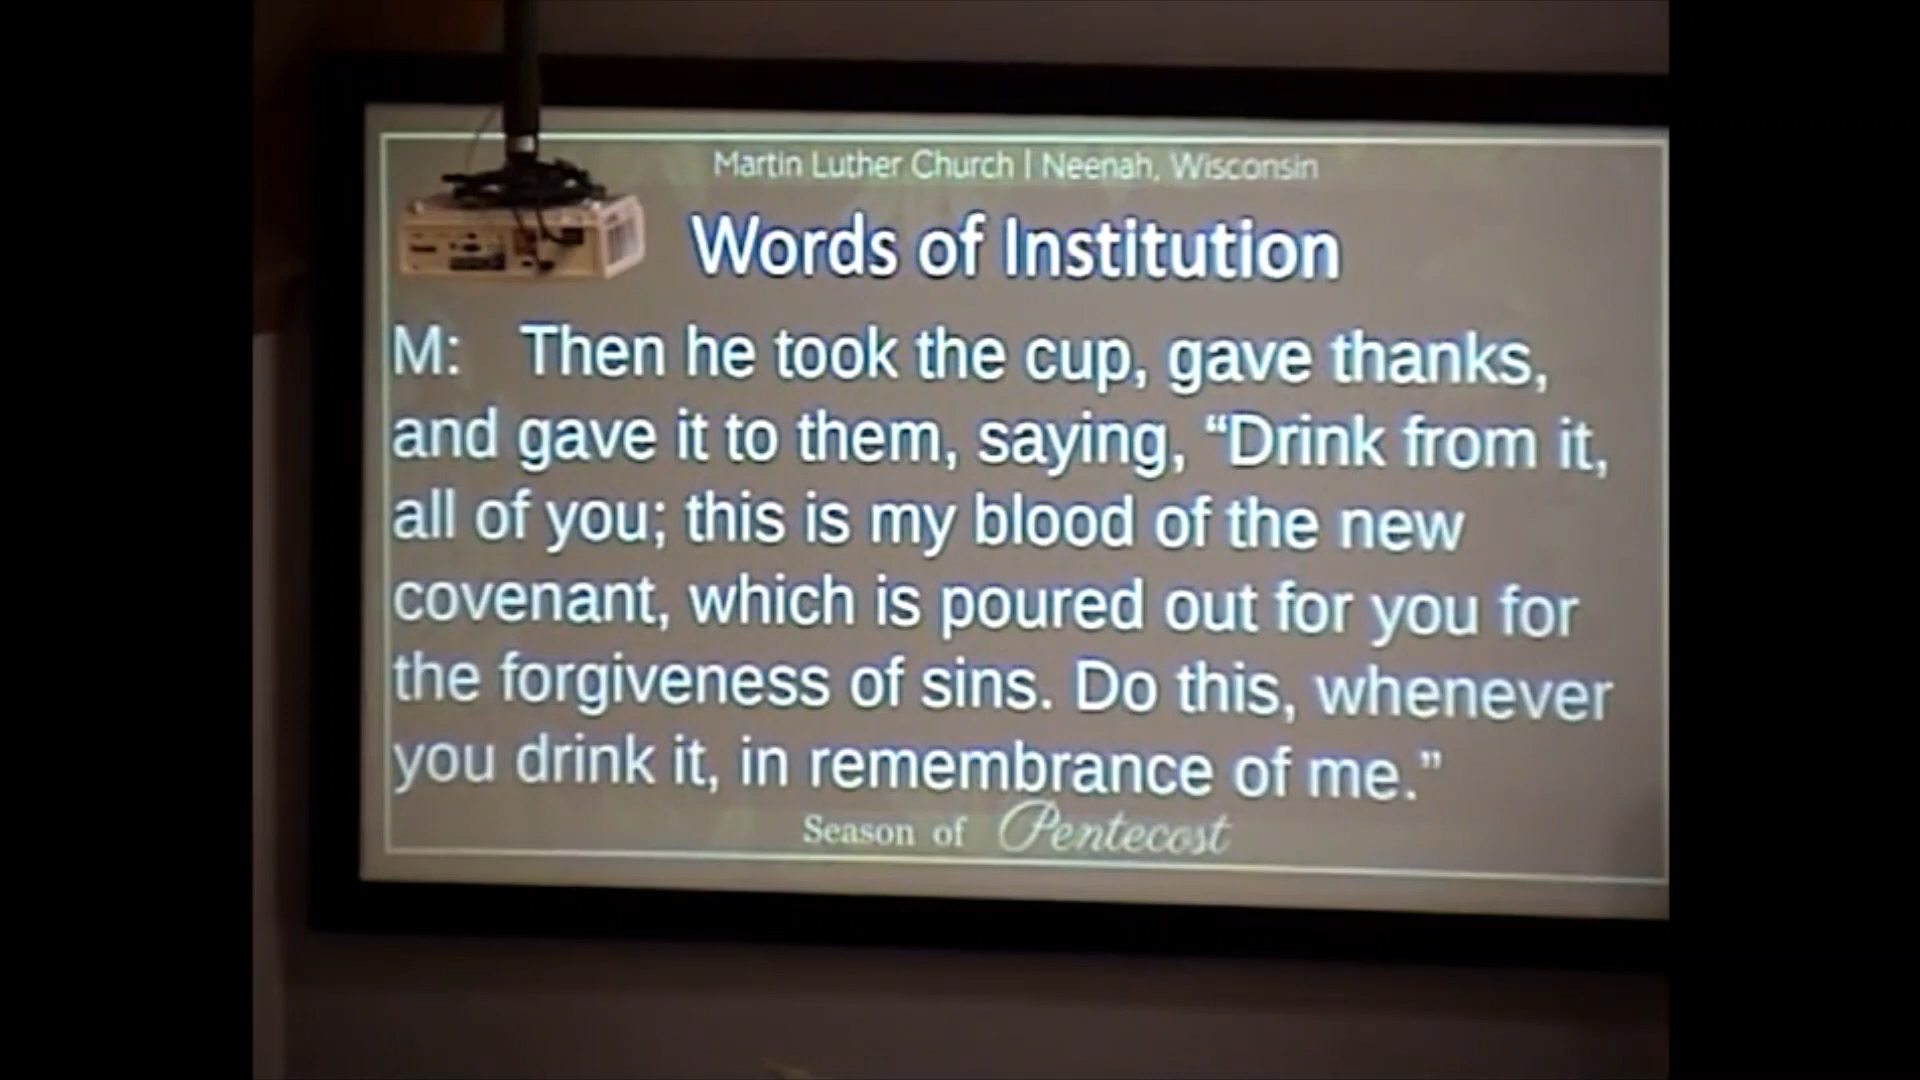 Martin Luther Church | Neenah, Wisconsin
Words of Institution
M: Then he took the cup, gave thanks,
and gave it to them, saying, “Drink from it,
all of you; this is my blood of the new
covenant, which is poured out for you for
the forgiveness of sins. Do this, whenever
you drink it, in remembrance of me.”
Season of Pentecost